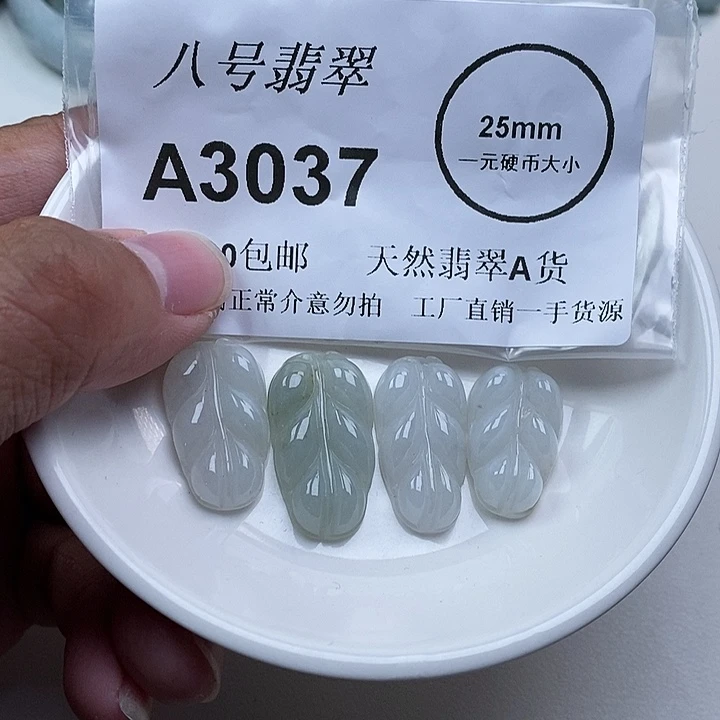 八号翡翠
25mm
一元硬币大小
A3037
0包邮 天然翡翠A货
正常介意勿拍 工厂直销一手货源